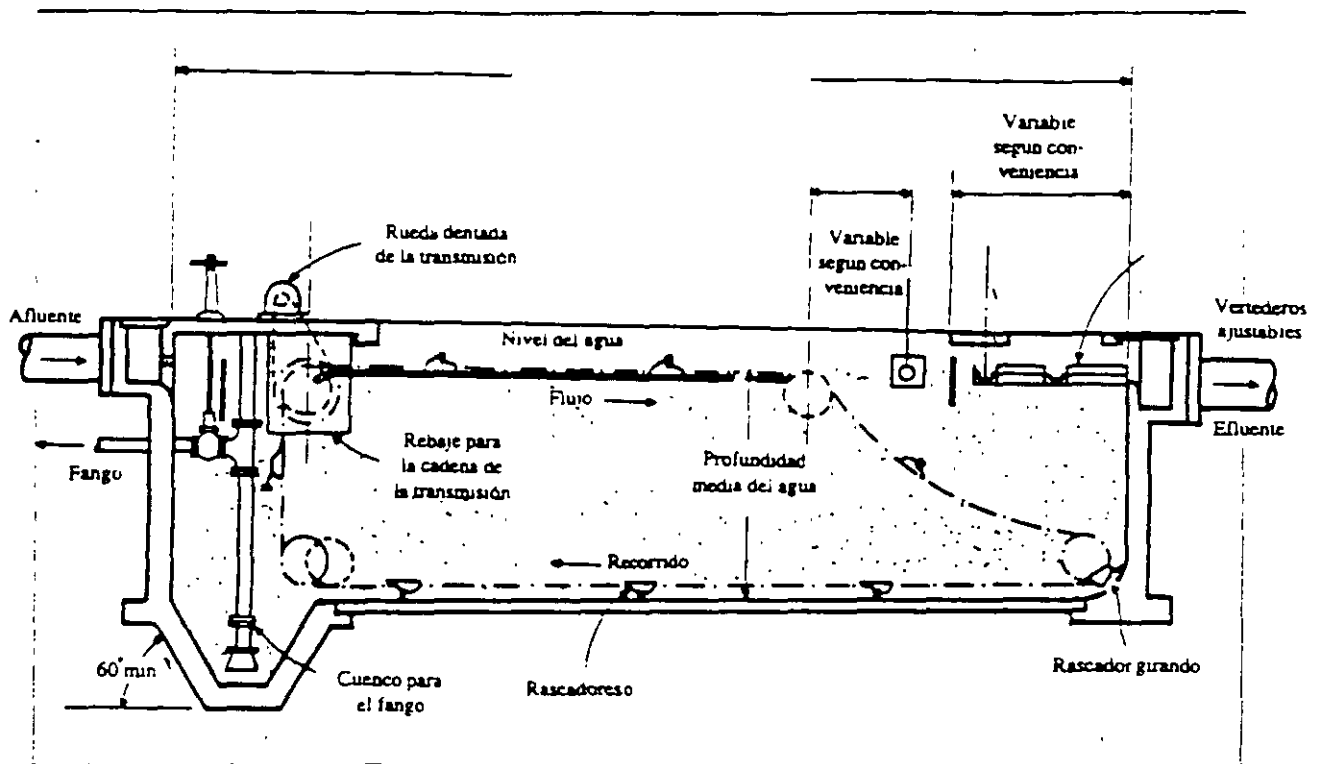 Variable
segun con-
veniencia
Rueda dentada
de la transmisión
Variable
segun con-
veniencia
Afluente
Vertederos
ajustables
Nivel del agua
Flujo
Efluente
Fango
Rebaje para
la cadena de
la transmisión
Profundidad
media del agua
Recorrido
60° min
Cuenco para
el fango
Rascadoreso
Rascador girando